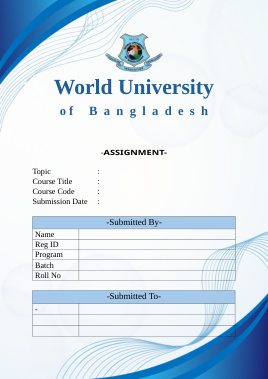 World University
of Bangladesh
-ASSIGNMENT-
Topic :
Course Title :
Course Code :
Submission Date :
-Submitted By-
Name
Reg ID
Program
Batch
Roll No
-Submitted To-
-